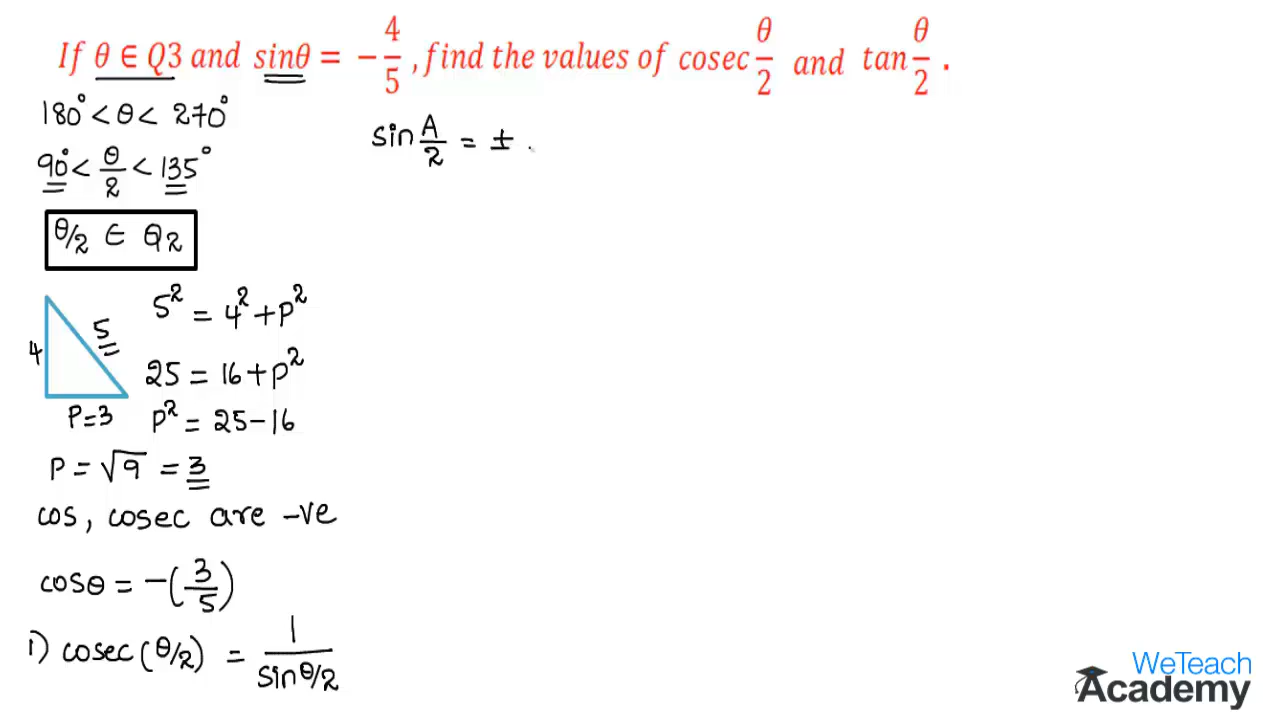 If θ ∈ Q3 and sinθ = − 4/5 , find the values of cosec θ/2 and tan θ/2 .
180° < θ < 270°
90° < θ/2 < 135°
θ/2 ∈ Q2
4
5
P=3
5² = 4² + P²
25 = 16 + P²
P² = 25 − 16
P = √9 = 3
cos, cosec are −ve
cosθ = −(3/5)
1) cosec (θ/2) = 1/sinθ/2
sin A/2 = ±
WeTeach
Academy